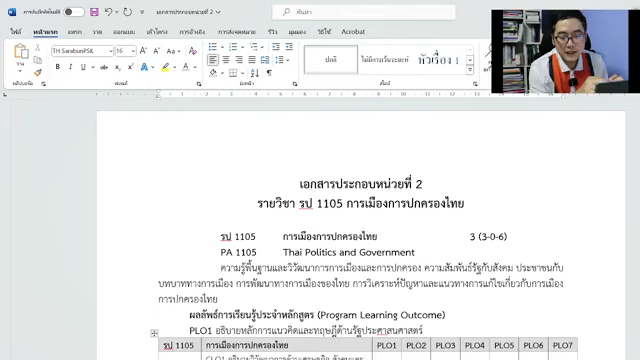 บันทึกอัตโนมัติ เอกสารประกอบหน่วยที่ 2 ค้นหา
ไฟล์ หน้าแรก แทรก วาด ออกแบบ เค้าโครง การอ้างอิง การส่งจดหมาย รีวิว มุมมอง วิธีใช้ Acrobat
TH SarabunPSK 16
วาง
ปกติ ไม่มีการเว้นระยะห่าง หัวเรื่อง 1
คลิปบอร์ด ฟอนต์ ย่อหน้า สไตล์
เอกสารประกอบหน่วยที่ 2
รายวิชา รป 1105 การเมืองการปกครองไทย
รป 1105 การเมืองการปกครองไทย 3 (3-0-6)
PA 1105 Thai Politics and Government
ความรู้พื้นฐานและวิวัฒนาการการเมืองและการปกครอง ความสัมพันธ์รัฐกับสังคม ประชาชนกับ
บทบาททางการเมือง การพัฒนาทางการเมืองของไทย การวิเคราะห์ปัญหาและแนวทางการแก้ไขเกี่ยวกับการเมือง
การปกครองไทย
ผลลัพธ์การเรียนรู้ประจำหลักสูตร (Program Learning Outcome)
PLO1 อธิบายหลักการแนวคิดและทฤษฎีด้านรัฐประศาสนศาสตร์
รป 1105 การเมืองการปกครองไทย PLO1 PLO2 PLO3 PLO4 PLO5 PLO6 PLO7